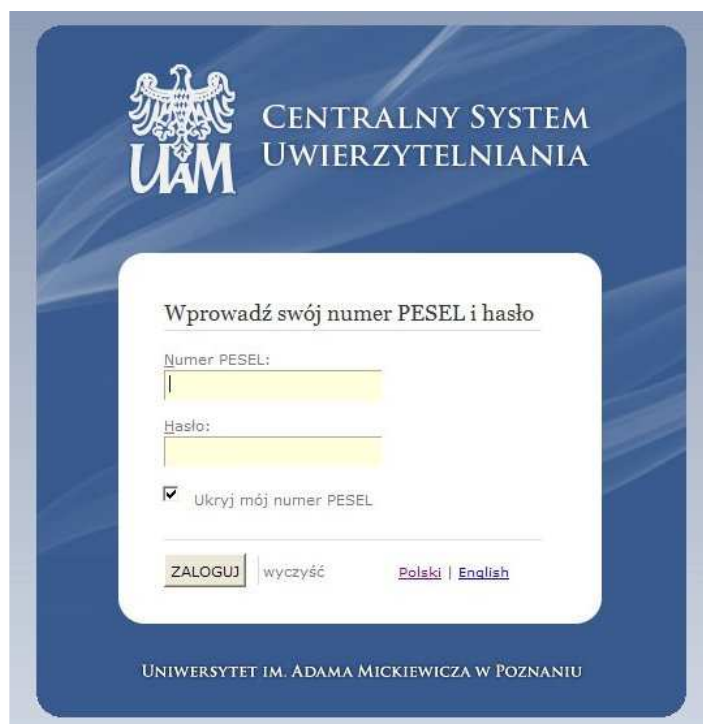 UAM
CENTRALNY SYSTEM
UWIERZYTELNIANIA
Wprowadź swój numer PESEL i hasło
Numer PESEL:
Hasło:
Ukryj mój numer PESEL
ZALOGUJ wyczyść Polski | English
UNIWERSYTET IM. ADAMA MICKIEWICZA W POZNANIU